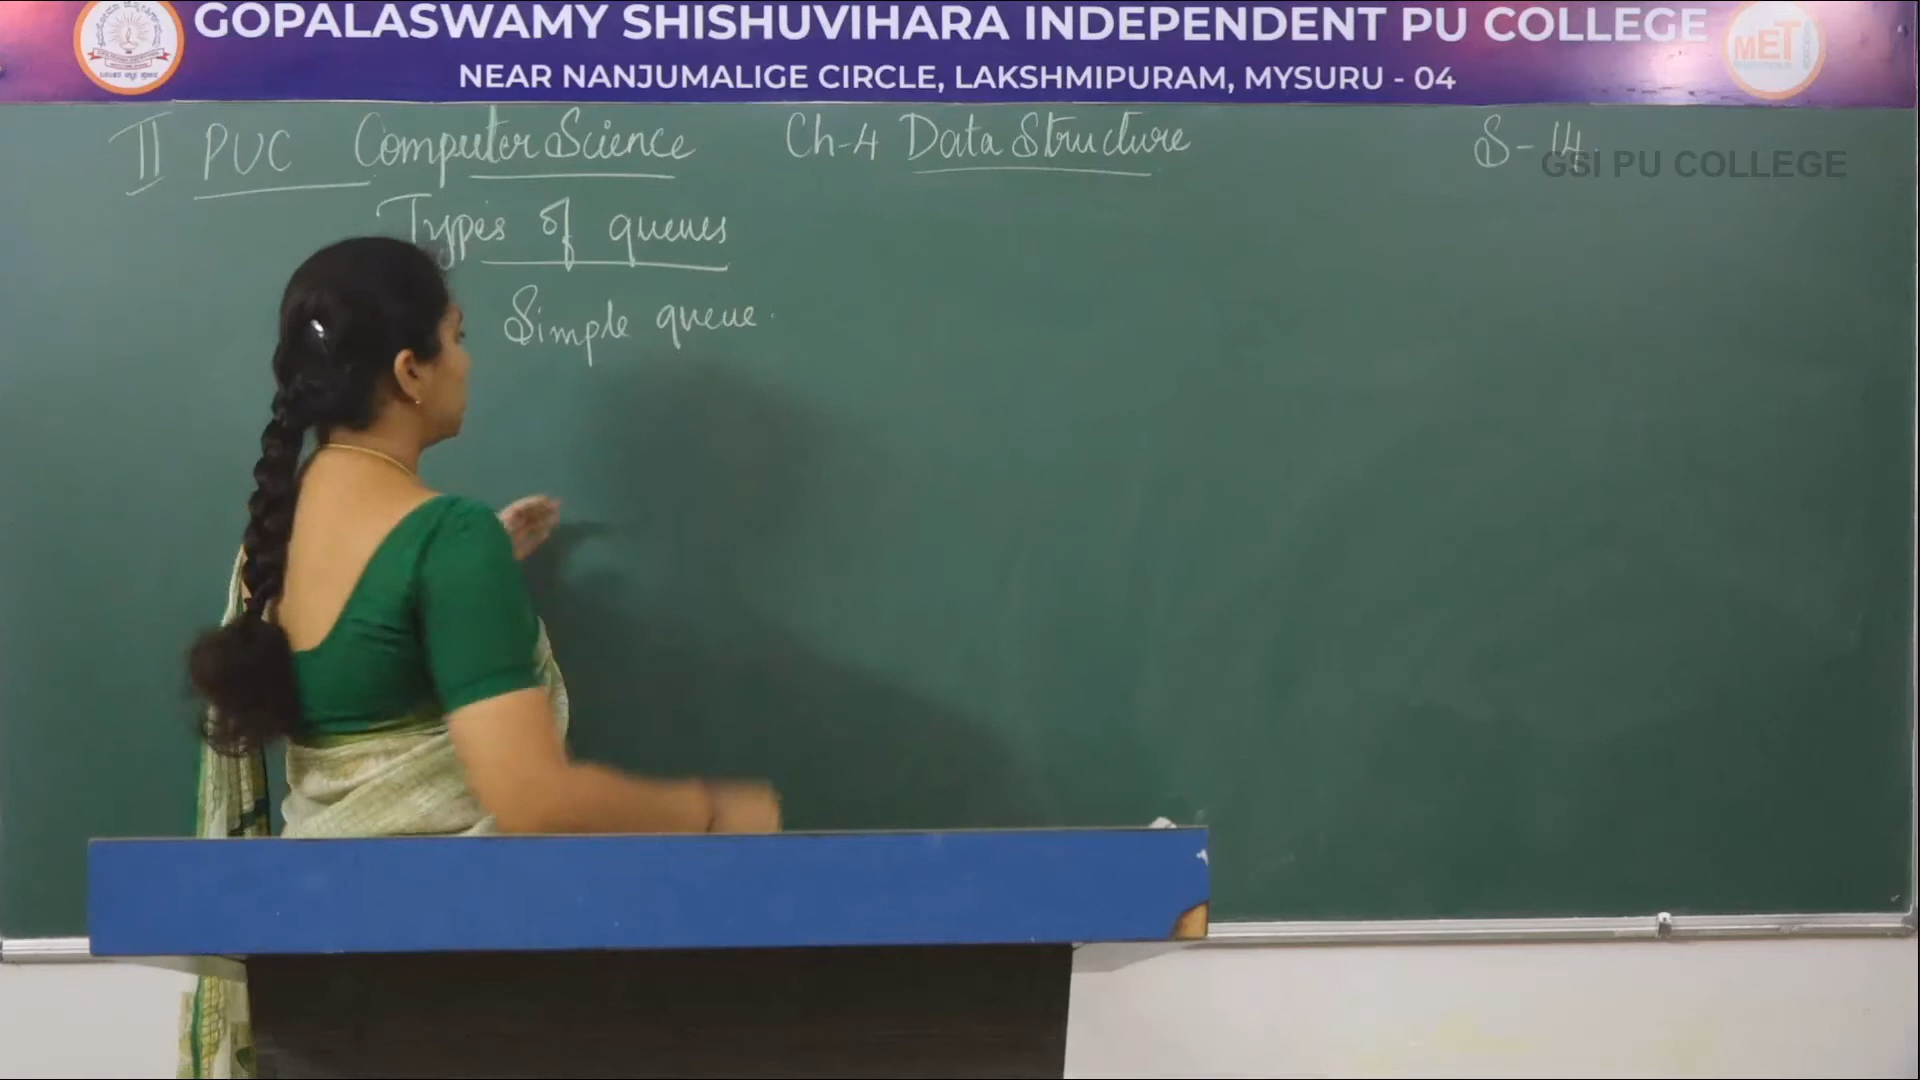 GOPALASWAMY SHISHUVIHARA INDEPENDENT PU COLLEGE
MET
NEAR NANJUMALIGE CIRCLE, LAKSHMIPURAM, MYSURU - 04
II PUC Computer Science Ch-4 Data Structure S-14
GSI PU COLLEGE
Types of queues
Simple queue.